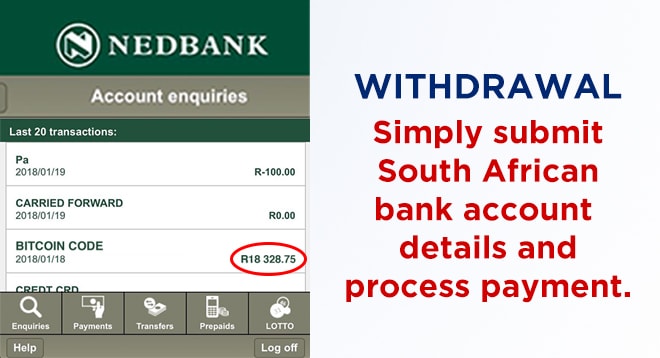 NEDBANK
Account enquiries
Last 20 transactions:
Pa
2018/01/19 R-100.00
CARRIED FORWARD
2018/01/19 R0.00
BITCOIN CODE
2018/01/18 R18 328.75
CREDT CRD
Enquiries Payments Transfers Prepaids LOTTO
Help Log off
WITHDRAWAL
Simply submit
South African
bank account
details and
process payment.